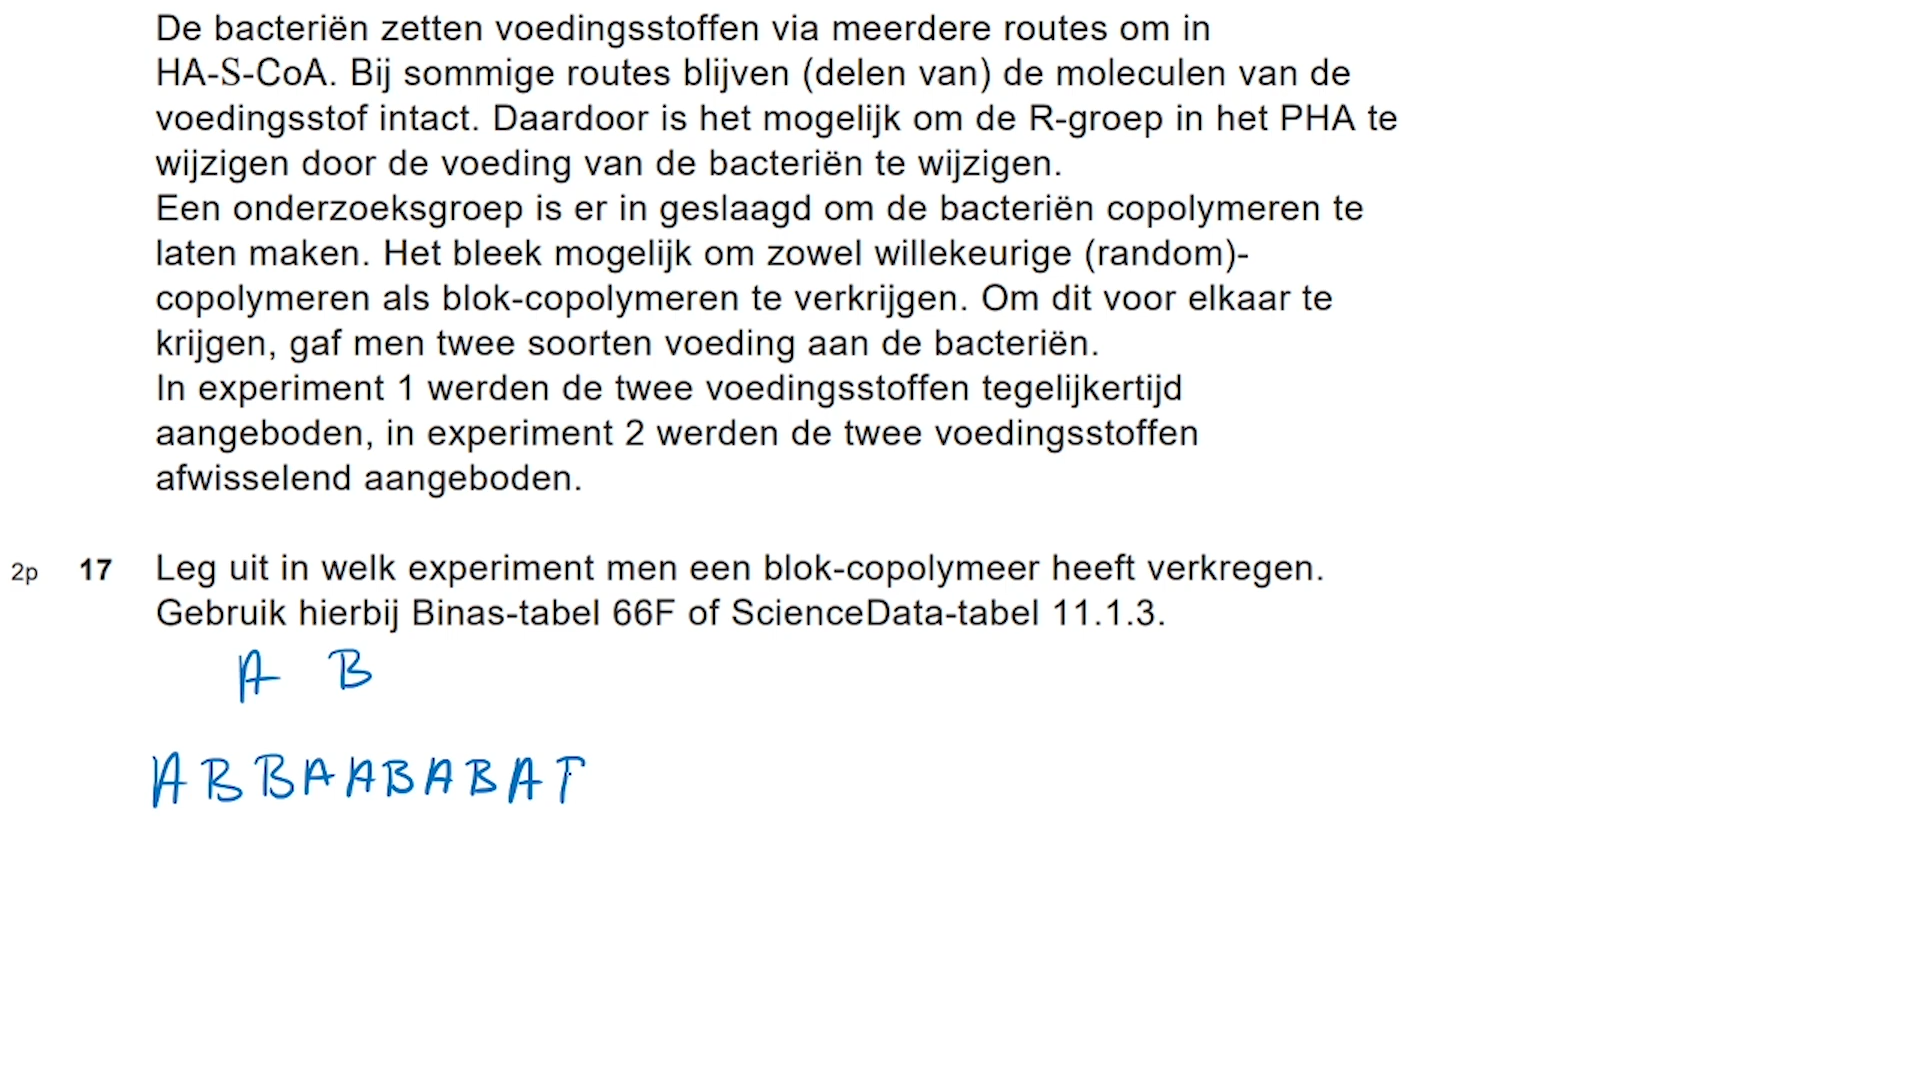 De bacteriën zetten voedingsstoffen via meerdere routes om in
HA-S-CoA. Bij sommige routes blijven (delen van) de moleculen van de
voedingsstof intact. Daardoor is het mogelijk om de R-groep in het PHA te
wijzigen door de voeding van de bacteriën te wijzigen.
Een onderzoeksgroep is er in geslaagd om de bacteriën copolymeren te
laten maken. Het bleek mogelijk om zowel willekeurige (random)-
copolymeren als blok-copolymeren te verkrijgen. Om dit voor elkaar te
krijgen, gaf men twee soorten voeding aan de bacteriën.
In experiment 1 werden de twee voedingsstoffen tegelijkertijd
aangeboden, in experiment 2 werden de twee voedingsstoffen
afwisselend aangeboden.
2p 17 Leg uit in welk experiment men een blok-copolymeer heeft verkregen.
Gebruik hierbij Binas-tabel 66F of ScienceData-tabel 11.1.3.
A B
A B B A A B A B A